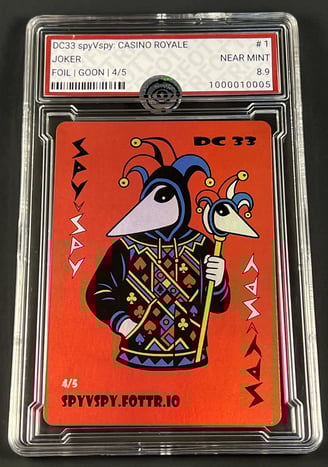 DC33 spyVspy: CASINO ROYALE
# 1
JOKER
NEAR MINT
FOIL | GOON | 4/5
8.9
1000010005
DC 33
SPY V SPY
SPY V SPY
4/5
SPYVSPY.FOTTR.IO